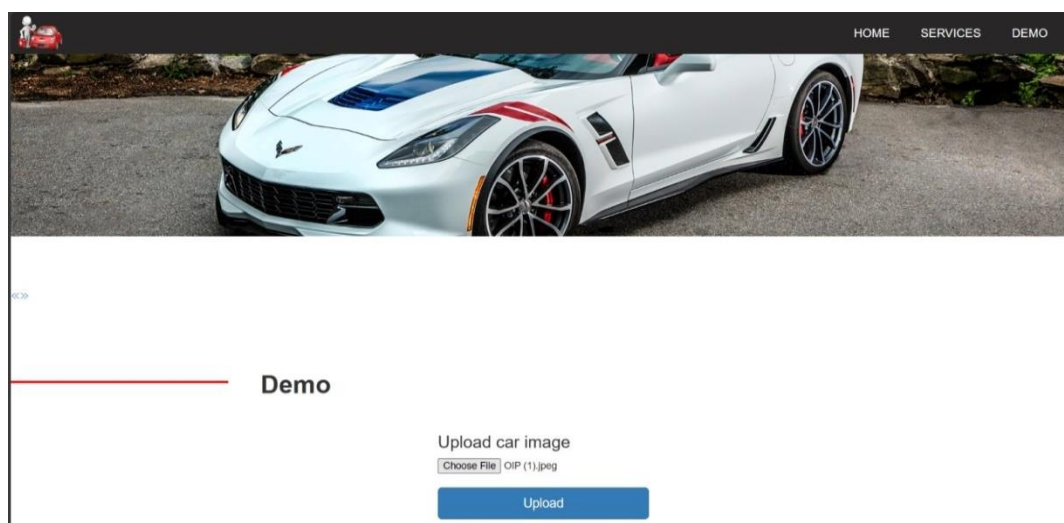 HOME SERVICES DEMO
«»
Demo
Upload car image
Choose File OIP (1).jpeg
Upload